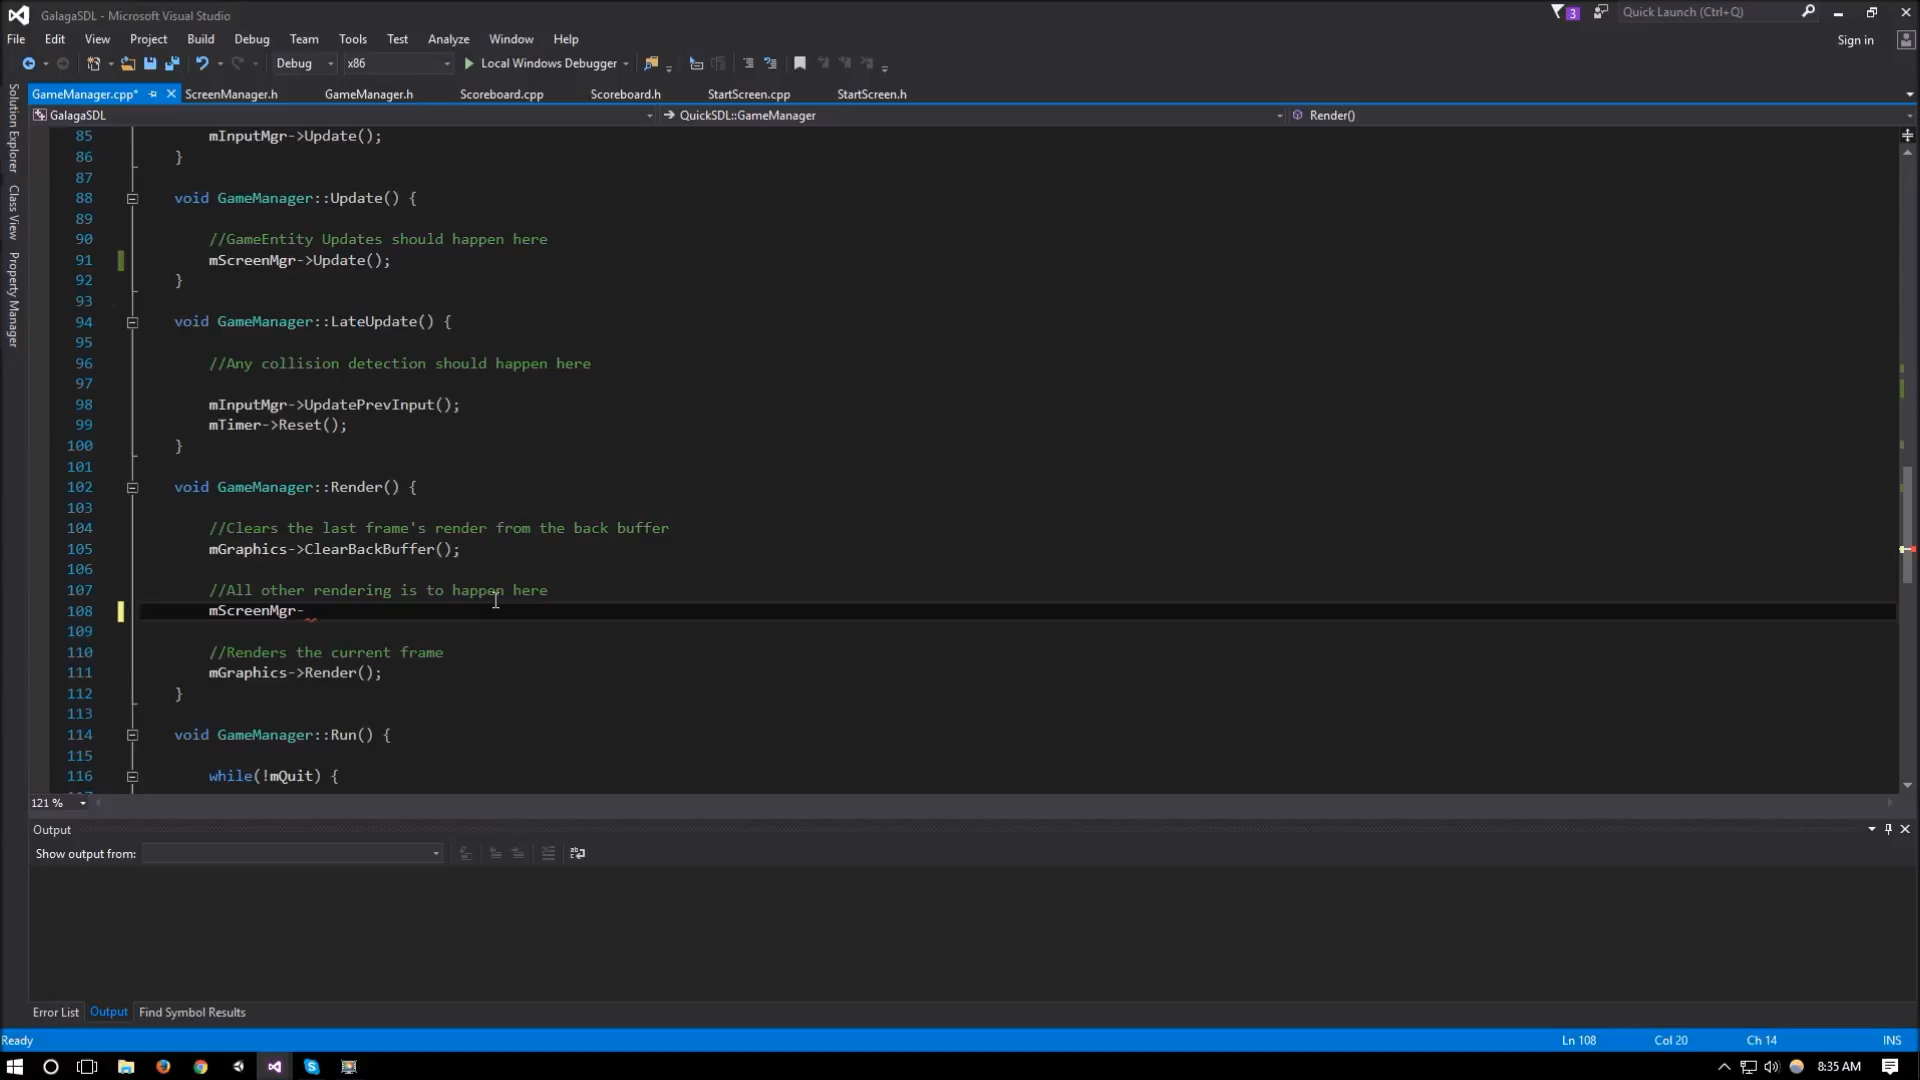 GalagaSDL - Microsoft Visual Studio
3
Quick Launch (Ctrl+Q)
File Edit View Project Build Debug Team Tools Test Analyze Window Help
Sign in
Debug x86 Local Windows Debugger
GameManager.cpp* ScreenManager.h GameManager.h Scoreboard.cpp Scoreboard.h StartScreen.cpp StartScreen.h
GalagaSDL QuickSDL::GameManager Render()
Solution Explorer
Class View
Property Manager
85 mInputMgr->Update();
86 }
87
88 void GameManager::Update() {
89
90 //GameEntity Updates should happen here
91 mScreenMgr->Update();
92 }
93
94 void GameManager::LateUpdate() {
95
96 //Any collision detection should happen here
97
98 mInputMgr->UpdatePrevInput();
99 mTimer->Reset();
100 }
101
102 void GameManager::Render() {
103
104 //Clears the last frame's render from the back buffer
105 mGraphics->ClearBackBuffer();
106
107 //All other rendering is to happen here
108 mScreenMgr-
109
110 //Renders the current frame
111 mGraphics->Render();
112 }
113
114 void GameManager::Run() {
115
116 while(!mQuit) {
121 %
Output
Show output from:
Error List Output Find Symbol Results
Ready Ln 108 Col 20 Ch 14 INS
8:35 AM